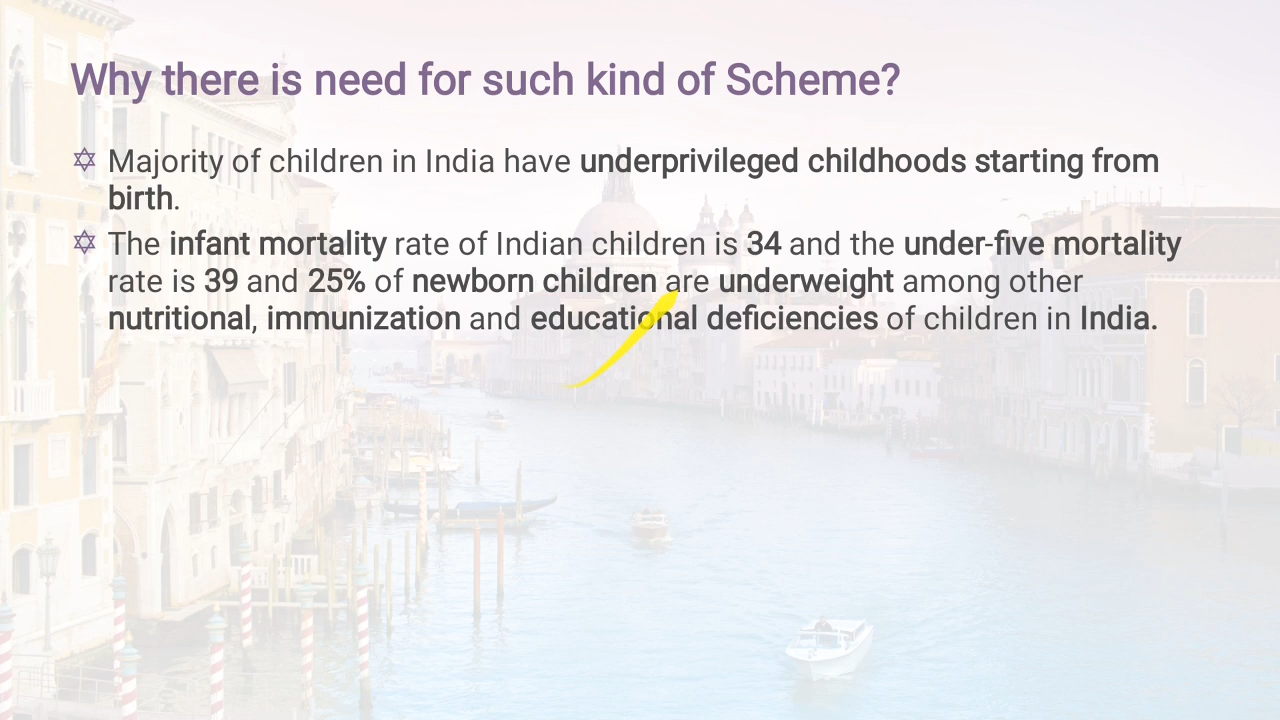 Why there is need for such kind of Scheme?
Majority of children in India have underprivileged childhoods starting from
birth.
The infant mortality rate of Indian children is 34 and the under-five mortality
rate is 39 and 25% of newborn children are underweight among other
nutritional, immunization and educational deficiencies of children in India.